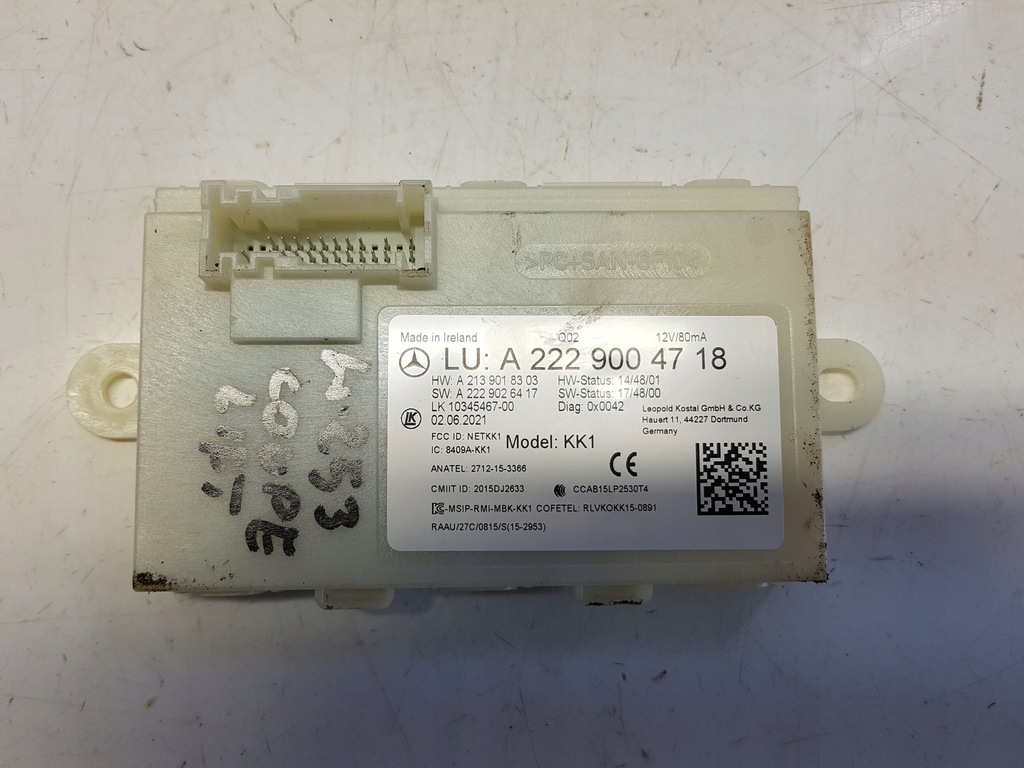 >PC+SAN-GF10<
Made in Ireland Q02 12V/80mA
LU: A 222 900 47 18
HW: A 213 901 83 03 HW-Status: 14/48/01
SW: A 222 902 64 17 SW-Status: 17/48/00
LK 10345467-00 Diag: 0x0042
02.06.2021
Leopold Kostal GmbH & Co.KG
Hauert 11, 44227 Dortmund
Germany
LK
FCC ID: NETKK1
IC: 8409A-KK1
Model: KK1
ANATEL: 2712-15-3366
CE
CMIIT ID: 2015DJ2633 CCAB15LP2530T4
-MSIP-RMI-MBK-KK1 COFETEL: RLVKOKK15-0891
RAAU/27C/0815/S(15-2953)
W253
COUPE